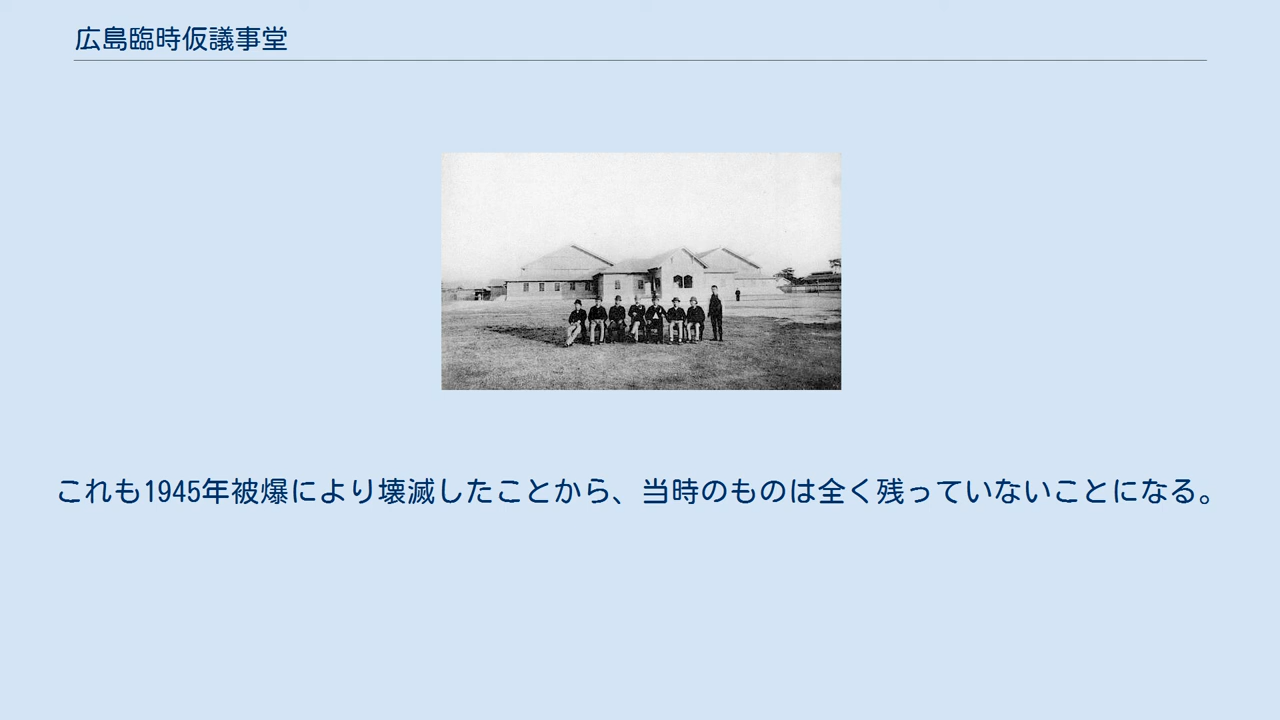 広島臨時仮議事堂
これも1945年被爆により壊滅したことから、当時のものは全く残っていないことになる。